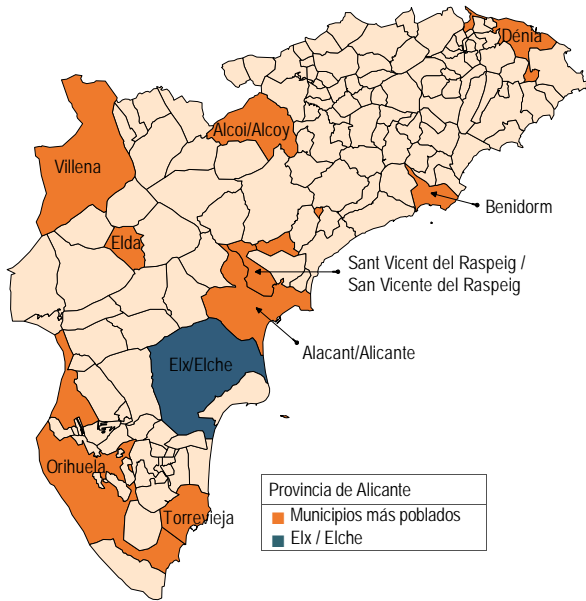 Dénia
Alcoi/Alcoy
Villena
Benidorm
Elda
Sant Vicent del Raspeig /
San Vicente del Raspeig
Alacant/Alicante
Elx/Elche
Orihuela
Torrevieja
Provincia de Alicante
Municipios más poblados
Elx / Elche